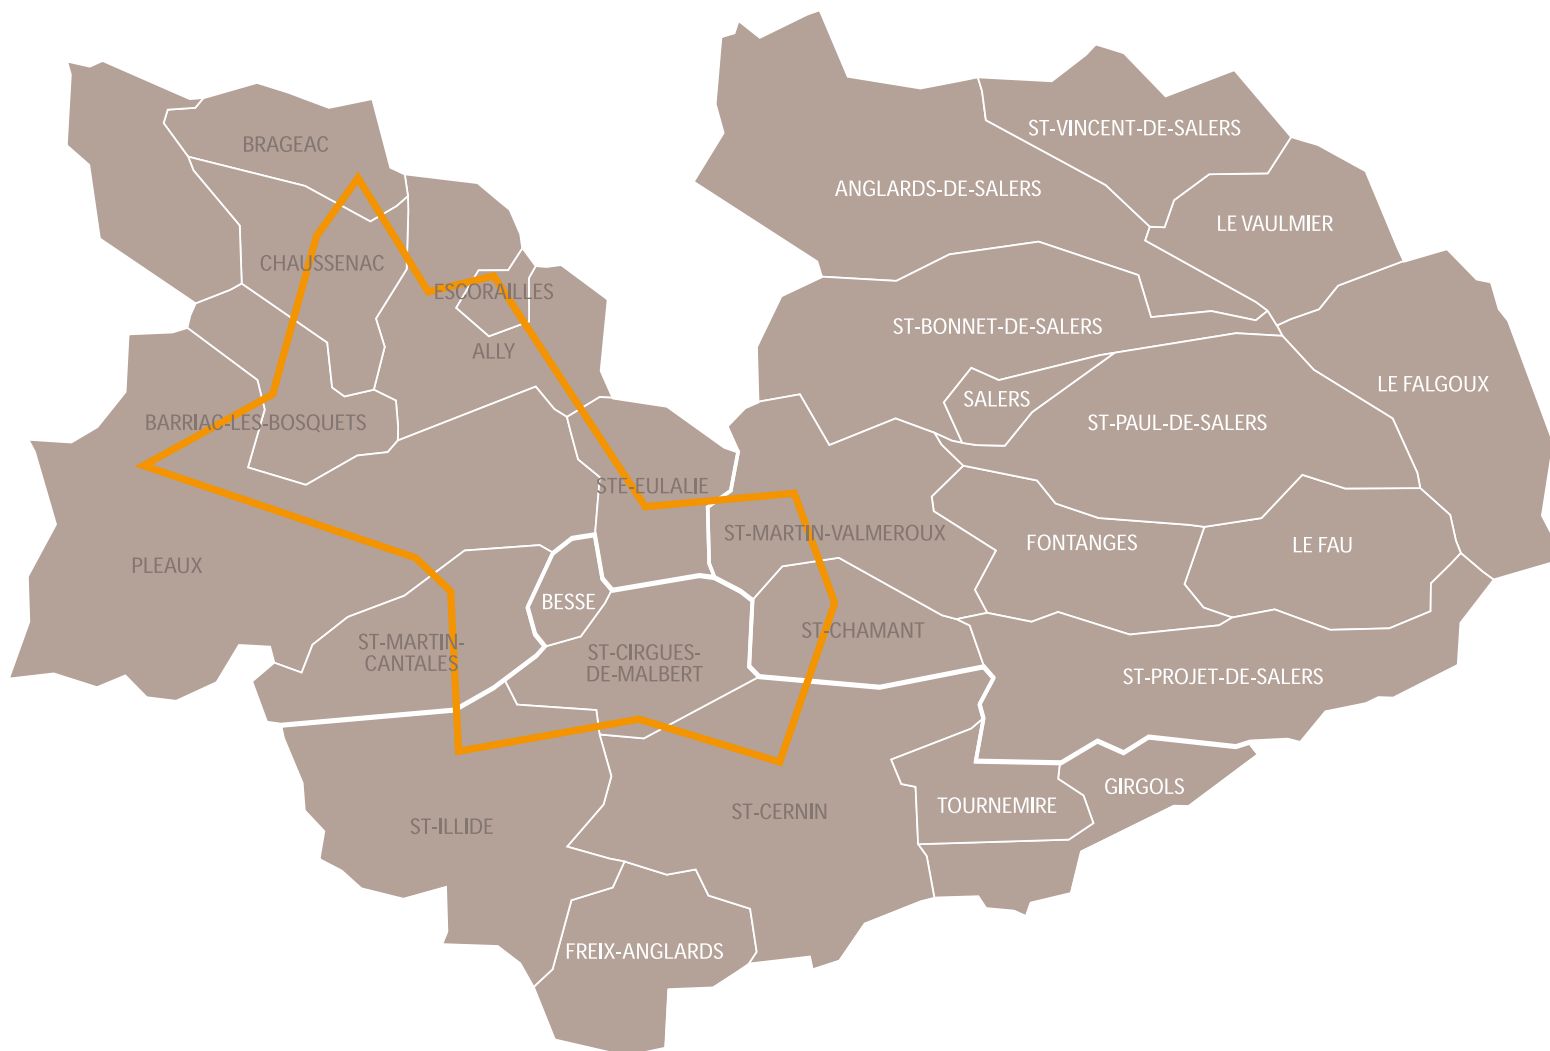 ST-VINCENT-DE-SALERS
BRAGEAC
ANGLARDS-DE-SALERS
LE VAULMIER
CHAUSSENAC
ESCORAILLES
ST-BONNET-DE-SALERS
ALLY
LE FALGOUX
SALERS
BARRIAC-LES-BOSQUETS
ST-PAUL-DE-SALERS
STE-EULALIE
ST-MARTIN-VALMEROUX
FONTANGES
LE FAU
PLEAUX
BESSE
ST-CHAMANT
ST-MARTIN-
CANTALES
ST-CIRGUES-
DE-MALBERT
ST-PROJET-DE-SALERS
GIRGOLS
TOURNEMIRE
ST-CERNIN
ST-ILLIDE
FREIX-ANGLARDS